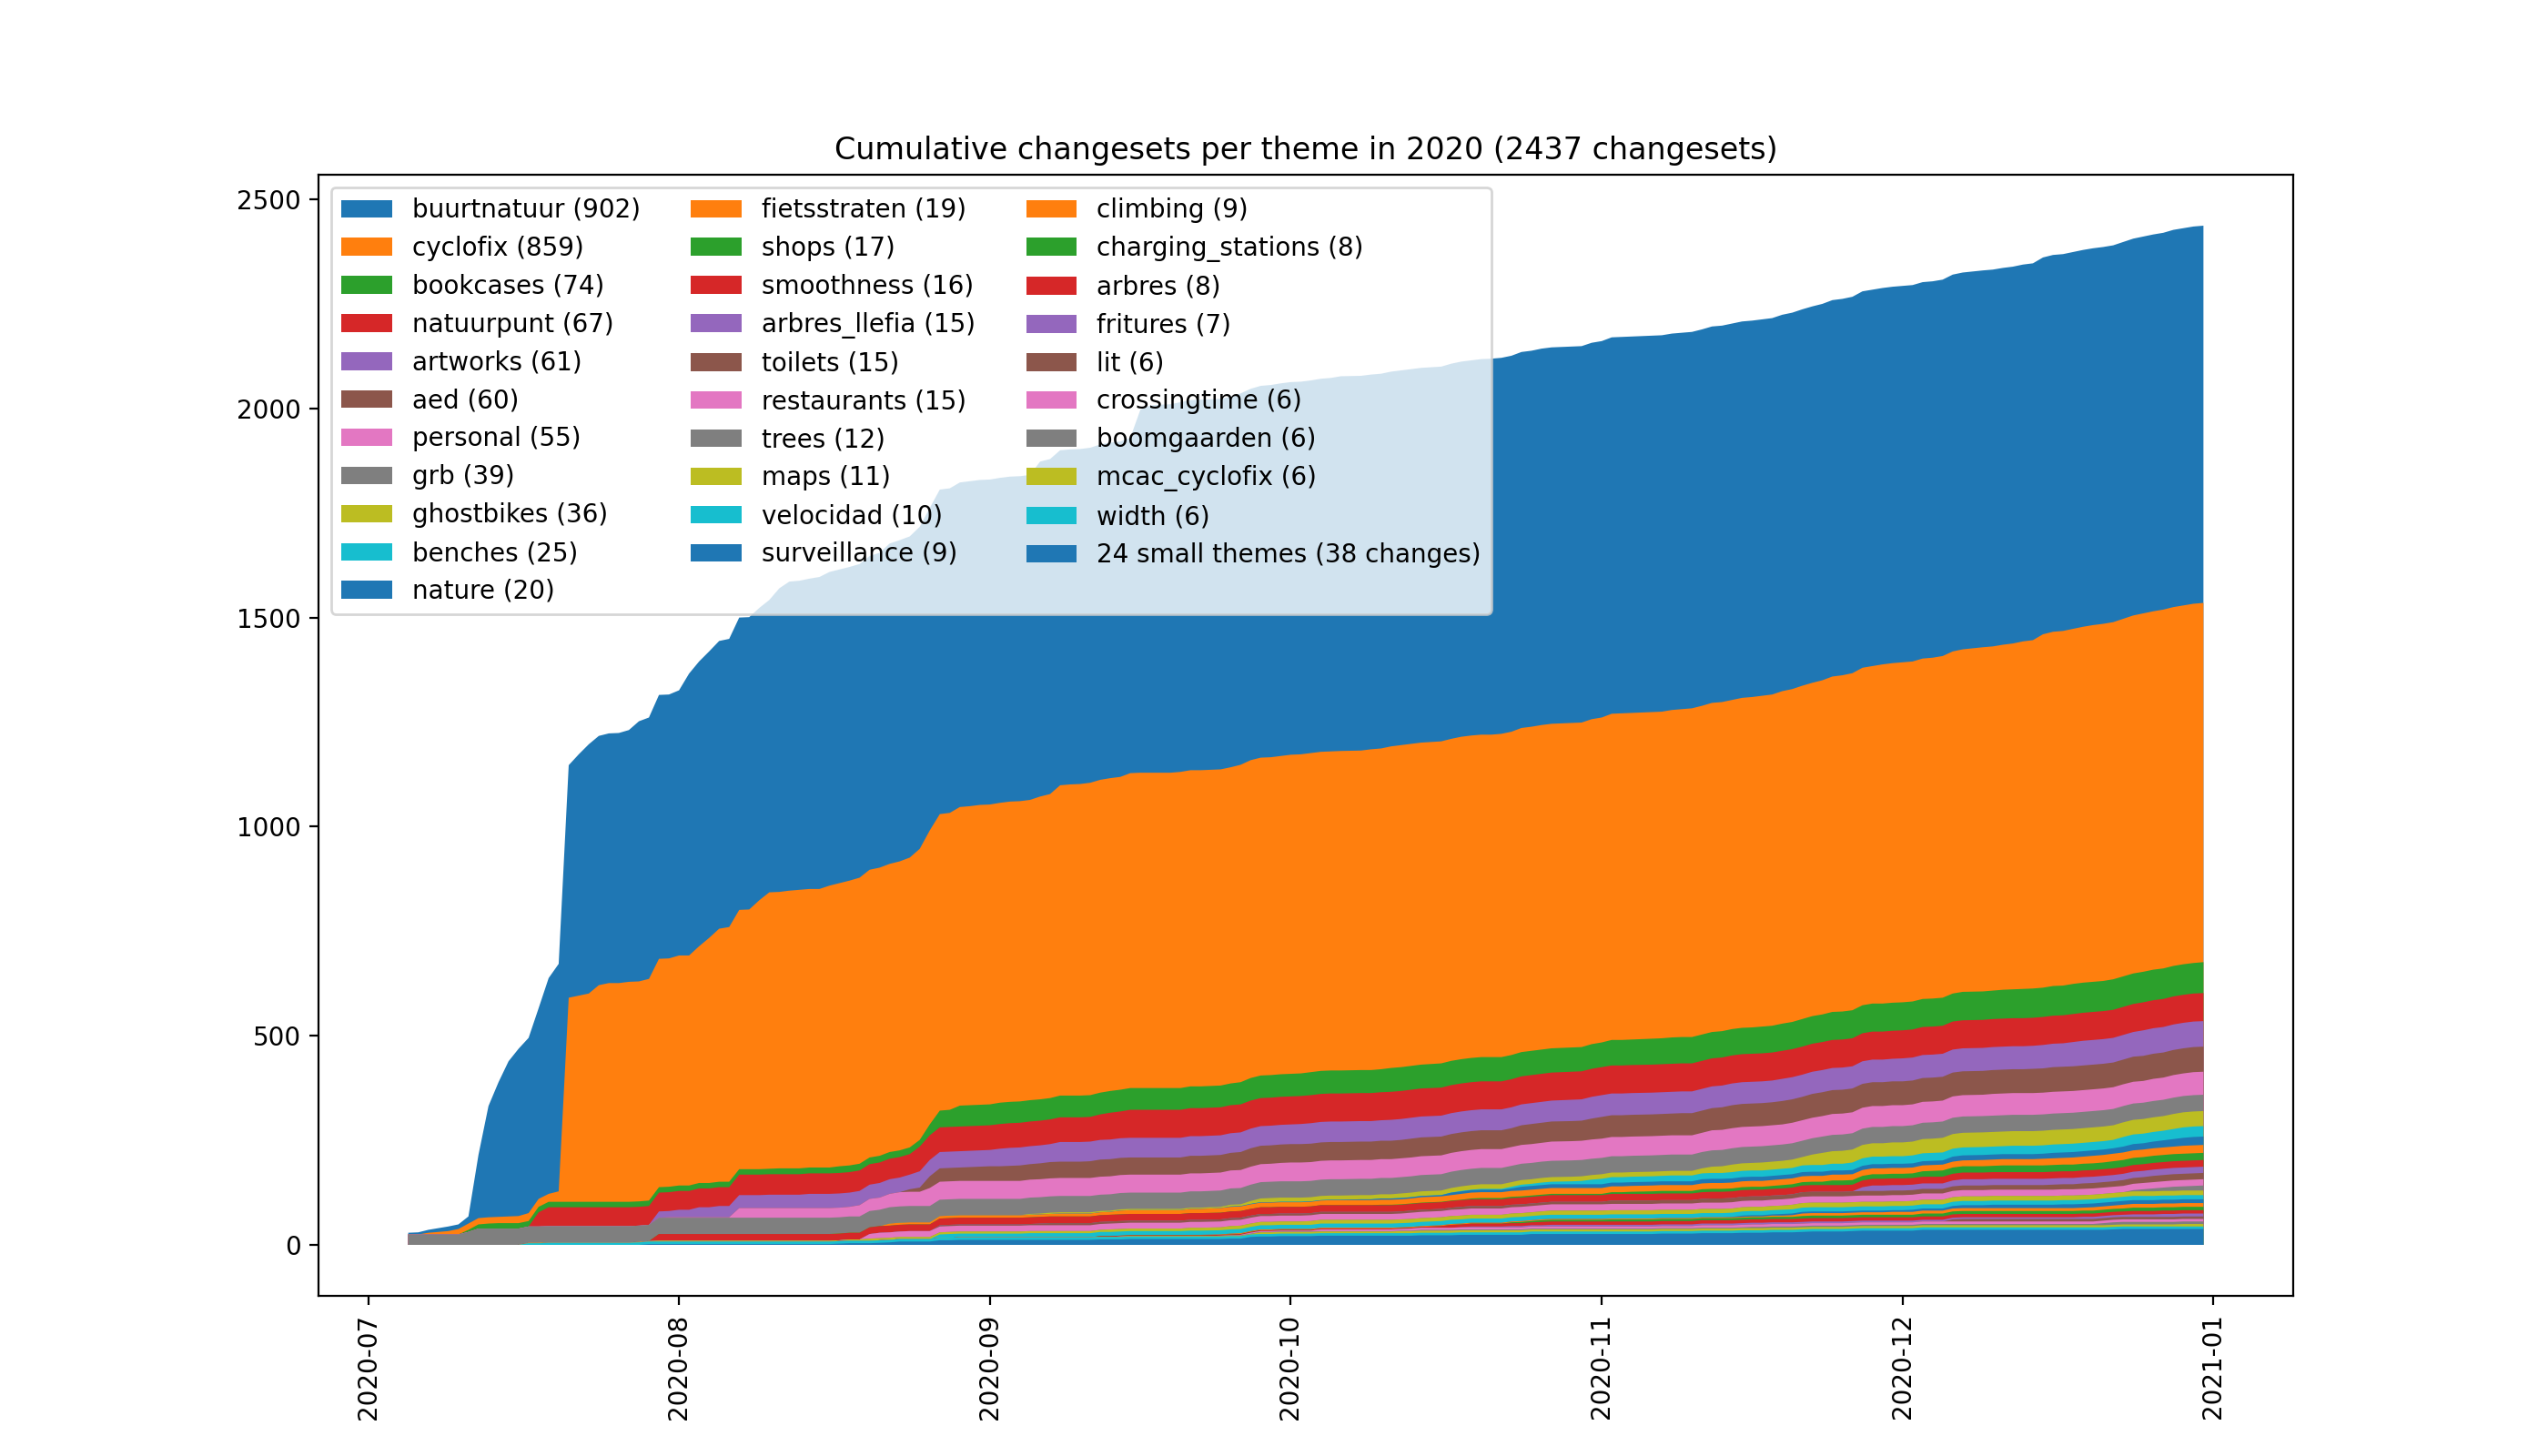 Cumulative changesets per theme in 2020 (2437 changesets)
2500
2000
1500
1000
500
0
buurtnatuur (902)
cyclofix (859)
bookcases (74)
natuurpunt (67)
artworks (61)
aed (60)
personal (55)
grb (39)
ghostbikes (36)
benches (25)
nature (20)
fietsstraten (19)
shops (17)
smoothness (16)
arbres_llefia (15)
toilets (15)
restaurants (15)
trees (12)
maps (11)
velocidad (10)
surveillance (9)
climbing (9)
charging_stations (8)
arbres (8)
fritures (7)
lit (6)
crossingtime (6)
boomgaarden (6)
mcac_cyclofix (6)
width (6)
24 small themes (38 changes)
2020-07
2020-08
2020-09
2020-10
2020-11
2020-12
2021-01